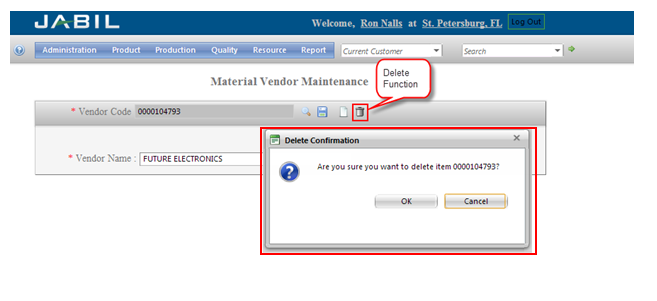 JABIL
Welcome, Ron Nalls at St. Petersburg, FL Log Out
Administration Product Production Quality Resource Report Current Customer Search
Material Vendor Maintenance
Delete
Function
* Vendor Code 0000104793
Delete Confirmation
Are you sure you want to delete item 0000104793?
* Vendor Name : FUTURE ELECTRONICS
OK Cancel